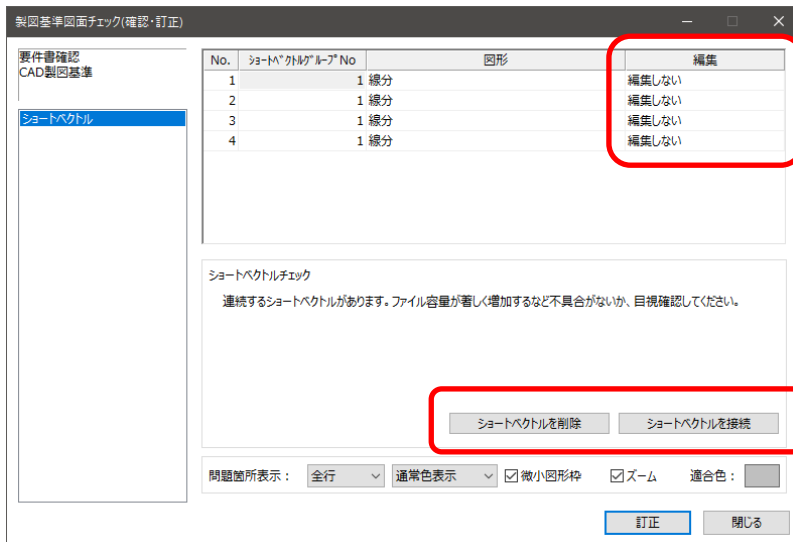 製図基準図面チェック(確認・訂正)
要件書確認
CAD製図基準
ショートベクトル
No. ｼｮｰﾄﾍﾞｸﾄﾙｸﾞﾙｰﾌﾟNo 図形 編集
1 1 線分 編集しない
2 1 線分 編集しない
3 1 線分 編集しない
4 1 線分 編集しない
ショートベクトルチェック
連続するショートベクトルがあります。ファイル容量が著しく増加するなど不具合がないか、目視確認してください。
ショートベクトルを削除 ショートベクトルを接続
問題箇所表示： 全行 通常色表示 微小図形枠 ズーム 適合色：
訂正 閉じる